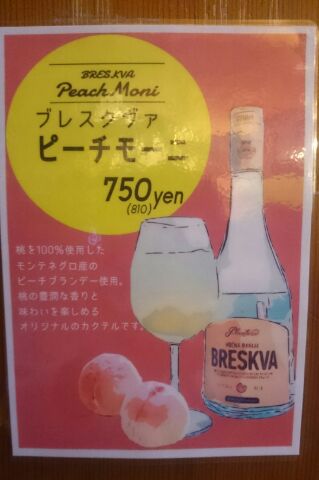 BRESKVA
Peach Moni
ブレスクヴァ
ピーチモーニ
750yen
(810)
桃を100%使用した
モンテネグロ産の
ピーチブランデー使用。
桃の豊潤な香りと
味わいを楽しめる
オリジナルのカクテルです。
Plantaže
BRESKVA